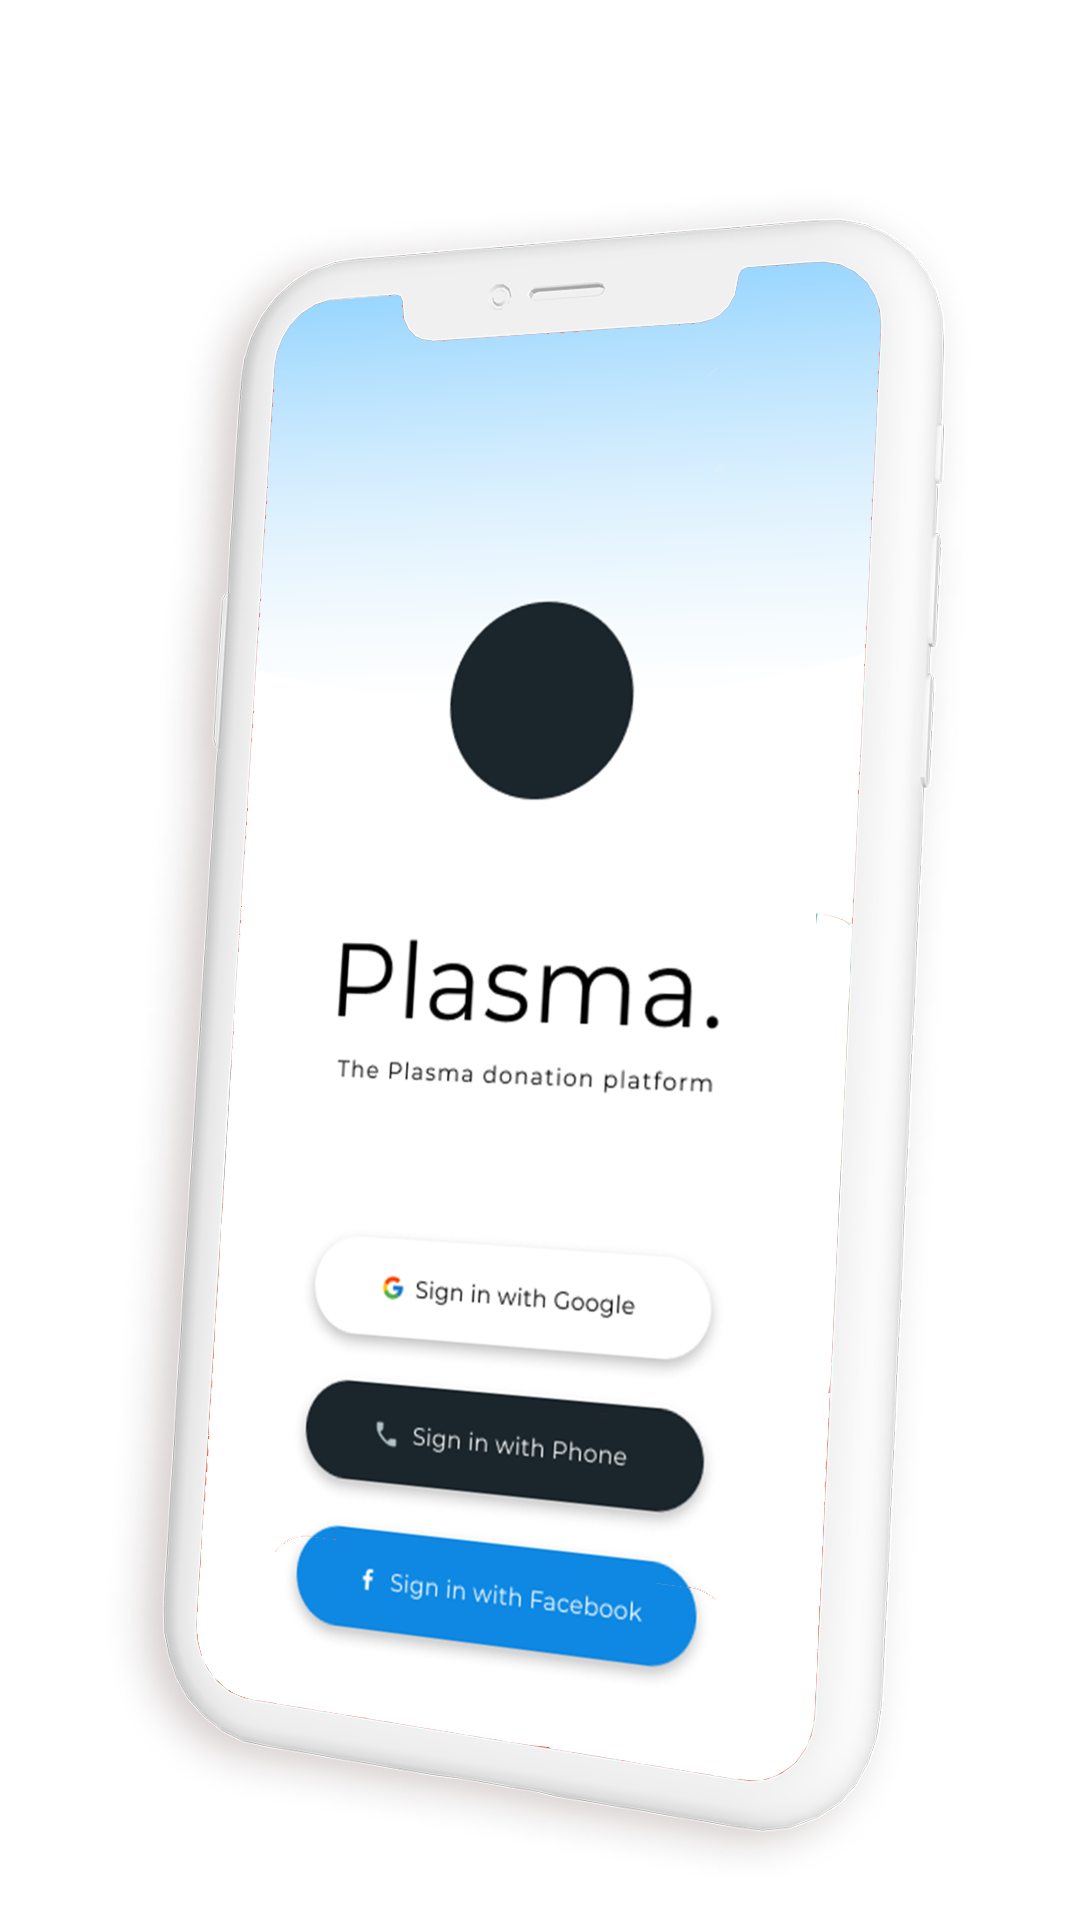 Plasma.
The Plasma donation platform
Sign in with Google
Sign in with Phone
Sign in with Facebook